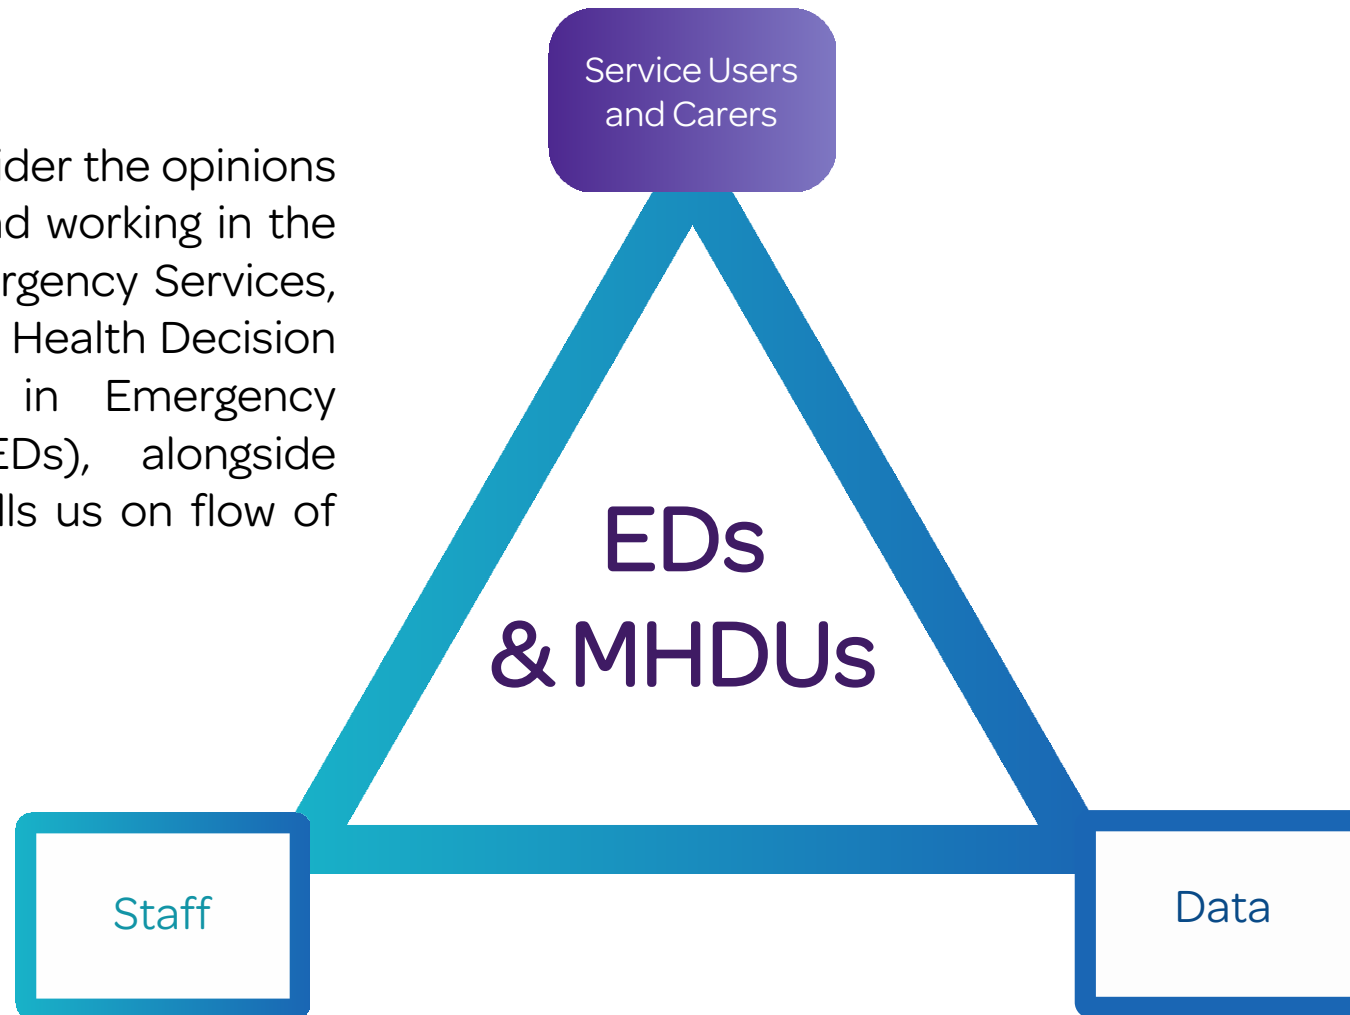 Service Users
and Carers
ider the opinions
nd working in the
rgency Services,
Health Decision
in Emergency
EDs), alongside
lls us on flow of
EDs
& MHDUs
Staff
Data